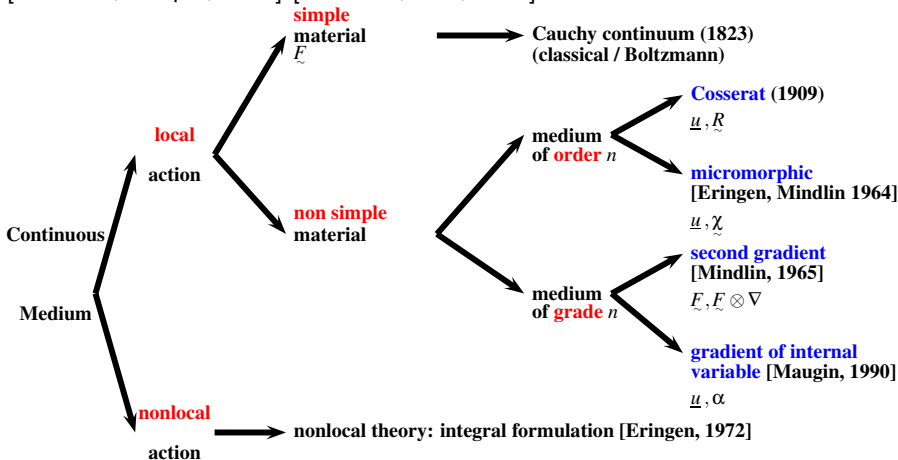 simple
material
F
Cauchy continuum (1823)
(classical / Boltzmann)
local
action
Cosserat (1909)
u , R
medium
of order n
micromorphic
[Eringen, Mindlin 1964]
u , χ
non simple
material
Continuous
Medium
second gradient
[Mindlin, 1965]
F , F ⊗ ∇
medium
of grade n
gradient of internal
variable [Maugin, 1990]
u , α
nonlocal
action
nonlocal theory: integral formulation [Eringen, 1972]